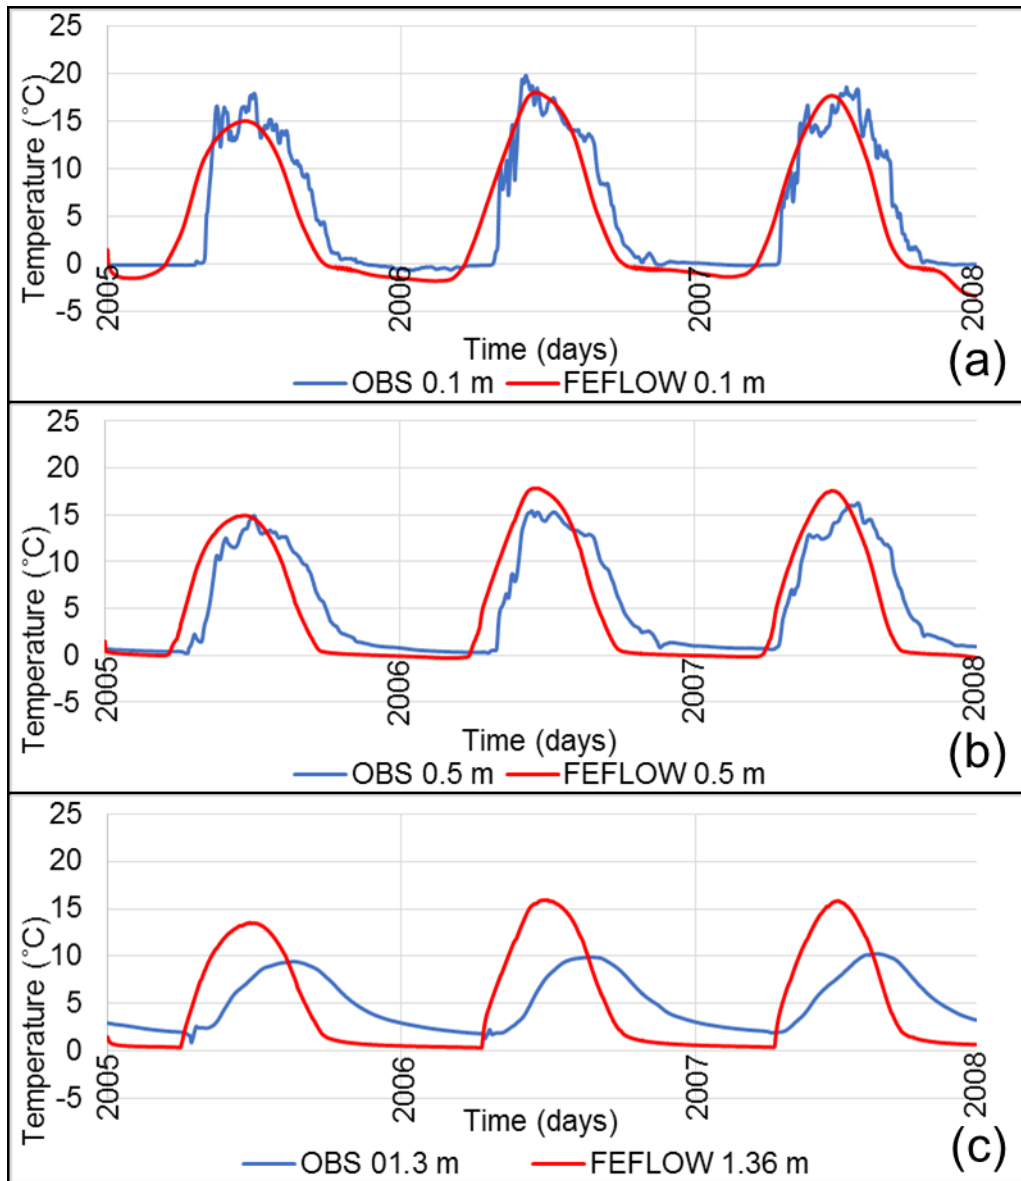 25
20
15
10
5
0
-5
Temperature (°C)
2005
2006
2007
2008
Time (days)
OBS 0.1 m FEFLOW 0.1 m
(a)
25
20
15
10
5
0
-5
Temperature (°C)
2005
2006
2007
2008
Time (days)
OBS 0.5 m FEFLOW 0.5 m
(b)
25
20
15
10
5
0
-5
Temperature (°C)
2005
2006
2007
2008
Time (days)
OBS 01.3 m FEFLOW 1.36 m
(c)